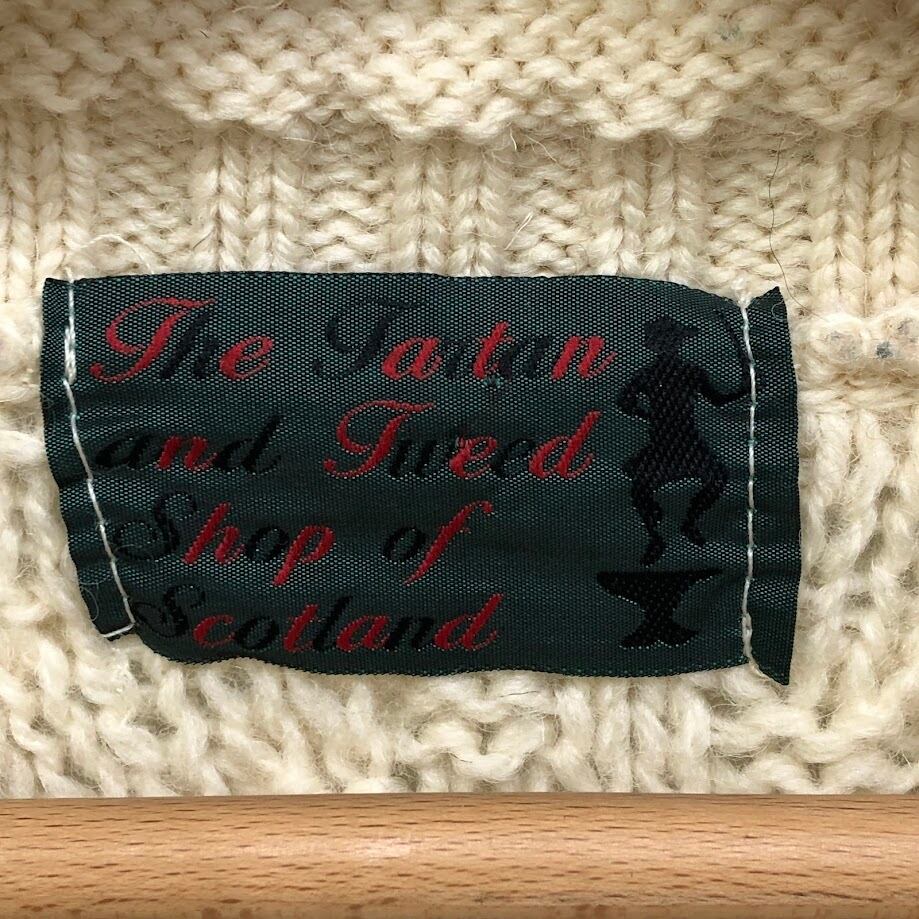 The Tartan
and Tweed
Shop of
Scotland